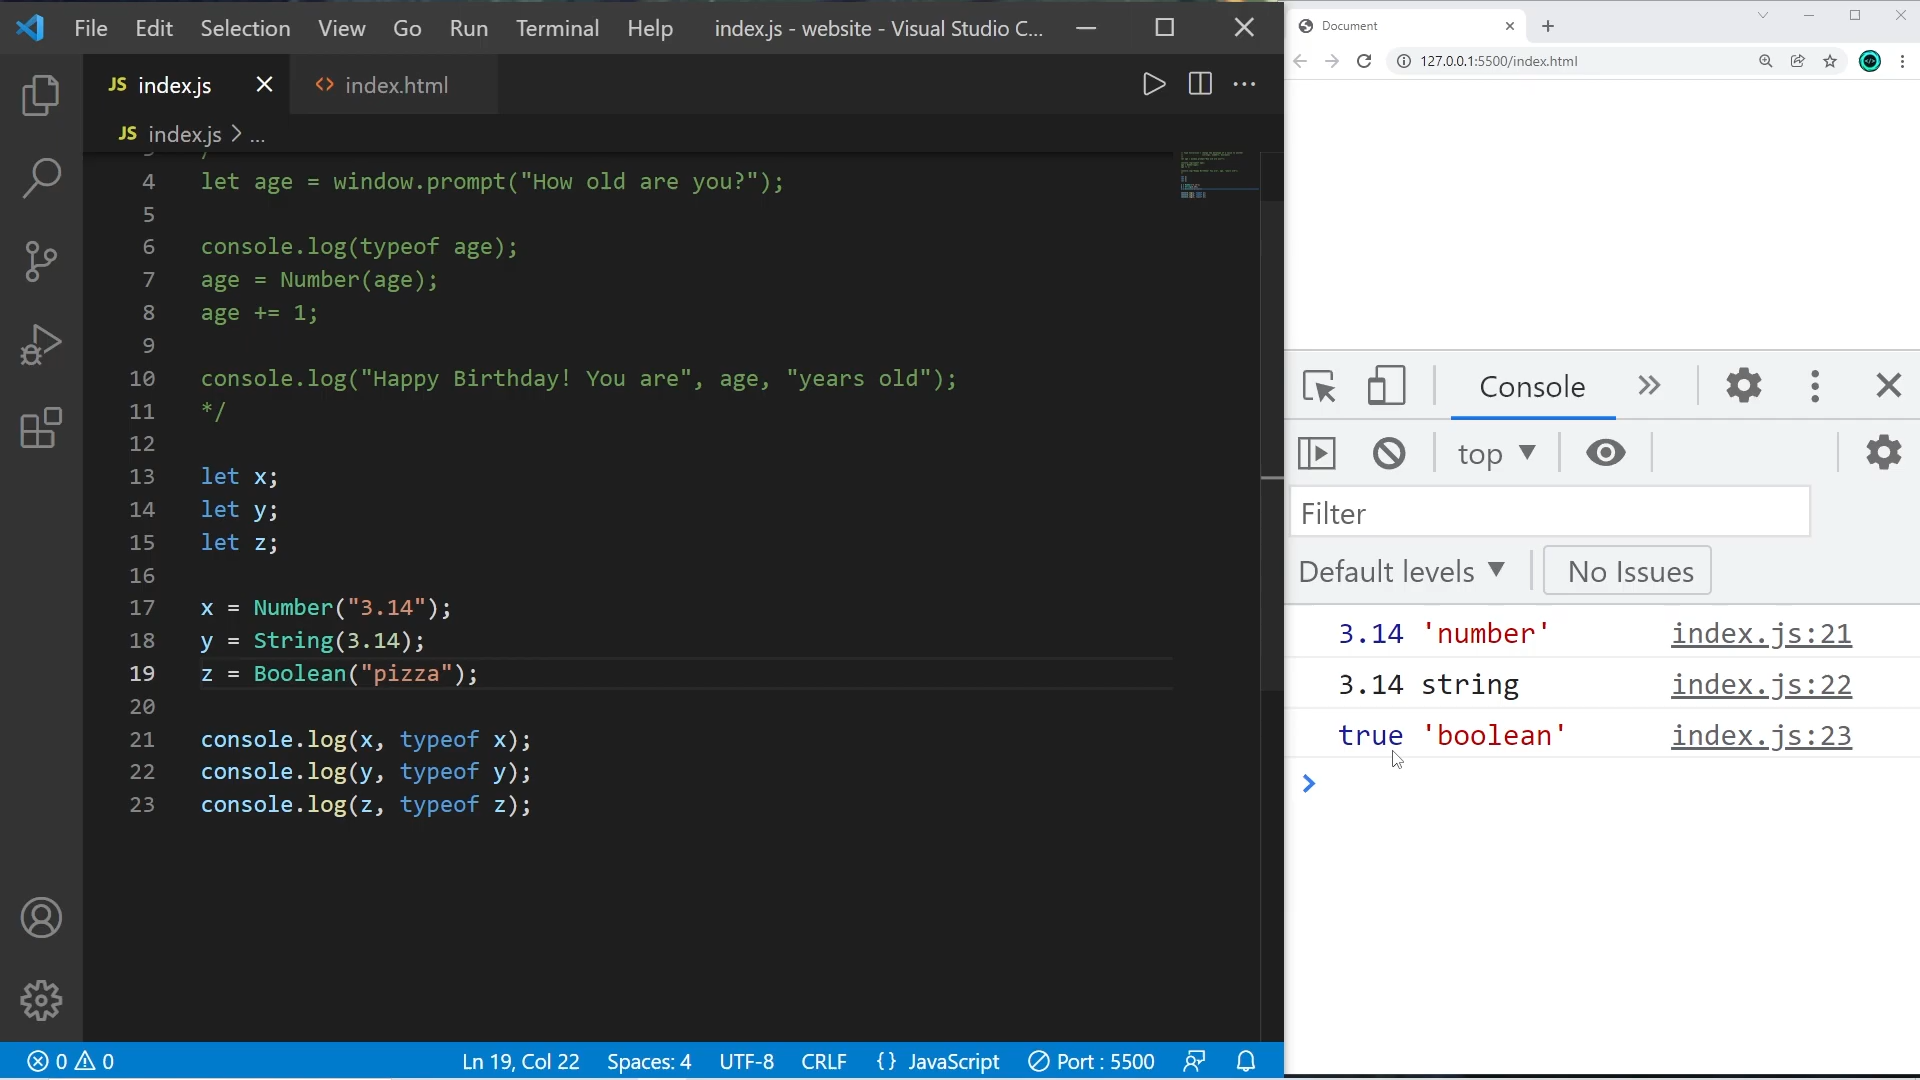 File Edit Selection View Go Run Terminal Help index.js - website - Visual Studio C...
JS index.js <> index.html
JS index.js > ...
4 let age = window.prompt("How old are you?");
5
6 console.log(typeof age);
7 age = Number(age);
8 age += 1;
9
10 console.log("Happy Birthday! You are", age, "years old");
11 */
12
13 let x;
14 let y;
15 let z;
16
17 x = Number("3.14");
18 y = String(3.14);
19 z = Boolean("pizza");
20
21 console.log(x, typeof x);
22 console.log(y, typeof y);
23 console.log(z, typeof z);
0 0 Ln 19, Col 22 Spaces: 4 UTF-8 CRLF {} JavaScript Port : 5500
Document
127.0.0.1:5500/index.html
Console
top
Filter
Default levels No Issues
3.14 'number' index.js:21
3.14 string index.js:22
true 'boolean' index.js:23